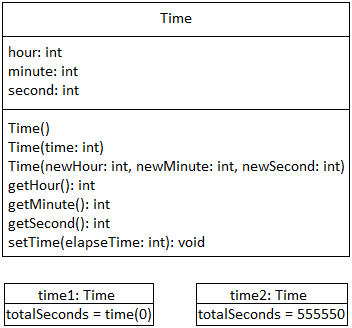 Time
hour: int
minute: int
second: int
Time()
Time(time: int)
Time(newHour: int, newMinute: int, newSecond: int)
getHour(): int
getMinute(): int
getSecond(): int
setTime(elapseTime: int): void
time1: Time
totalSeconds = time(0)
time2: Time
totalSeconds = 555550